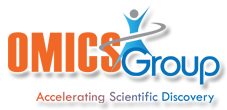 OMICS Group
Accelerating Scientific Discovery